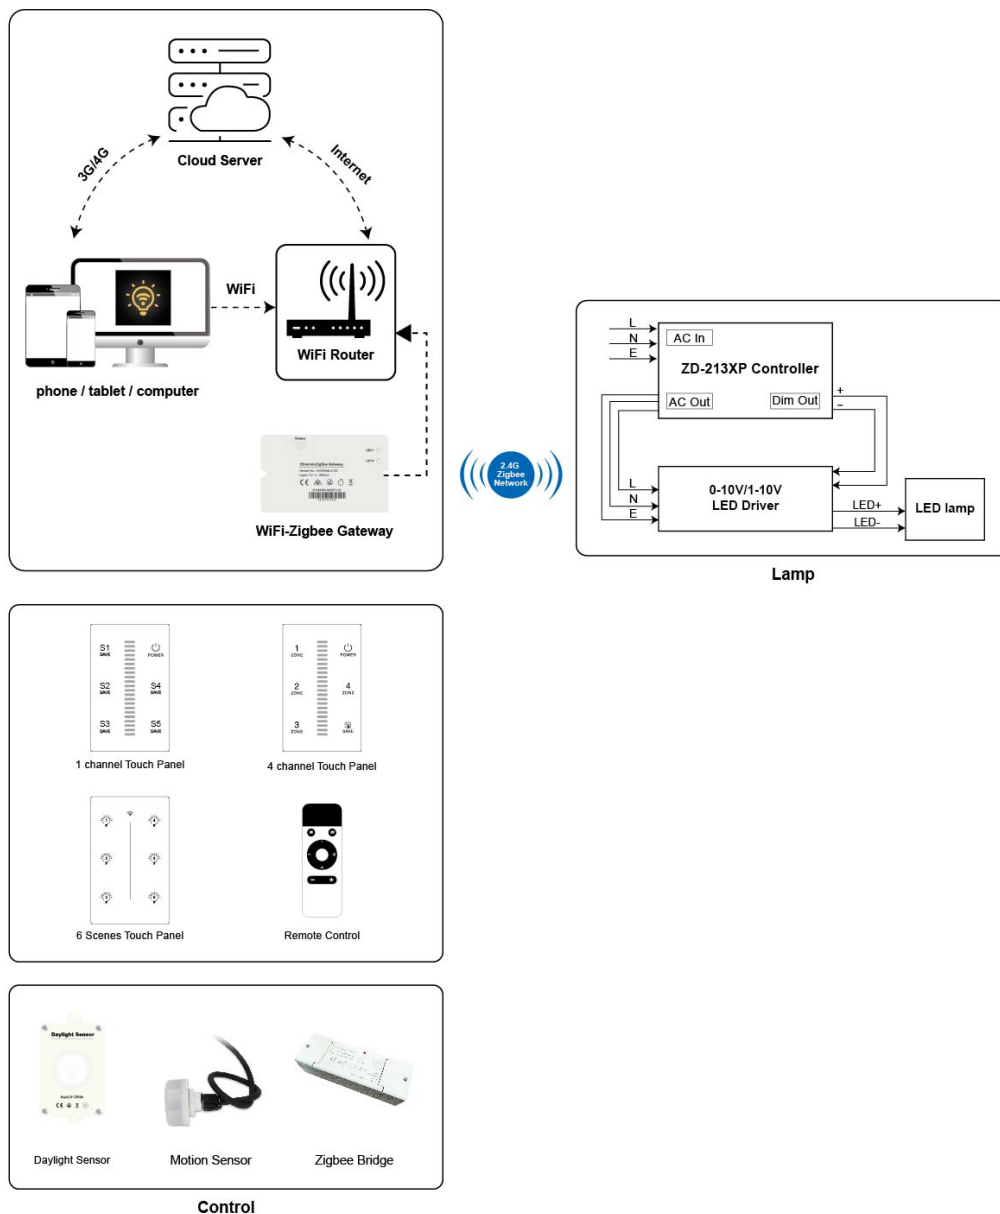 Cloud Server
3G/4G
Internet
WiFi
WiFi Router
phone / tablet / computer
Ethernet-Zigbee Gateway
WiFi-Zigbee Gateway
2.4G
Zigbee
Network
L
N
E
AC In
ZD-213XP Controller
AC Out
Dim Out
+
−
L
N
E
0-10V/1-10V
LED Driver
LED+
LED-
LED lamp
Lamp
S1
SAVE
POWER
S2
SAVE
S4
SAVE
S3
SAVE
S5
SAVE
1 channel Touch Panel
1
ZONE
POWER
2
ZONE
4
ZONE
3
ZONE
SAVE
4 channel Touch Panel
6 Scenes Touch Panel
Remote Control
Daylight Sensor
Daylight Sensor
Motion Sensor
Zigbee Bridge
Control